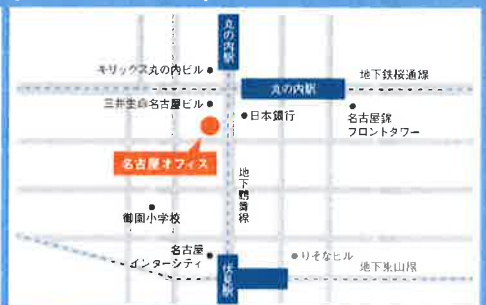 丸の内駅
キリックス丸の内ビル
地下鉄桜通線
丸の内駅
三井生命名古屋ビル
日本銀行
名古屋錦
フロントタワー
名古屋オフィス
地下鉄鶴舞線
御園小学校
名古屋
インターシティ
りそなビル
伏見駅
地下東山線